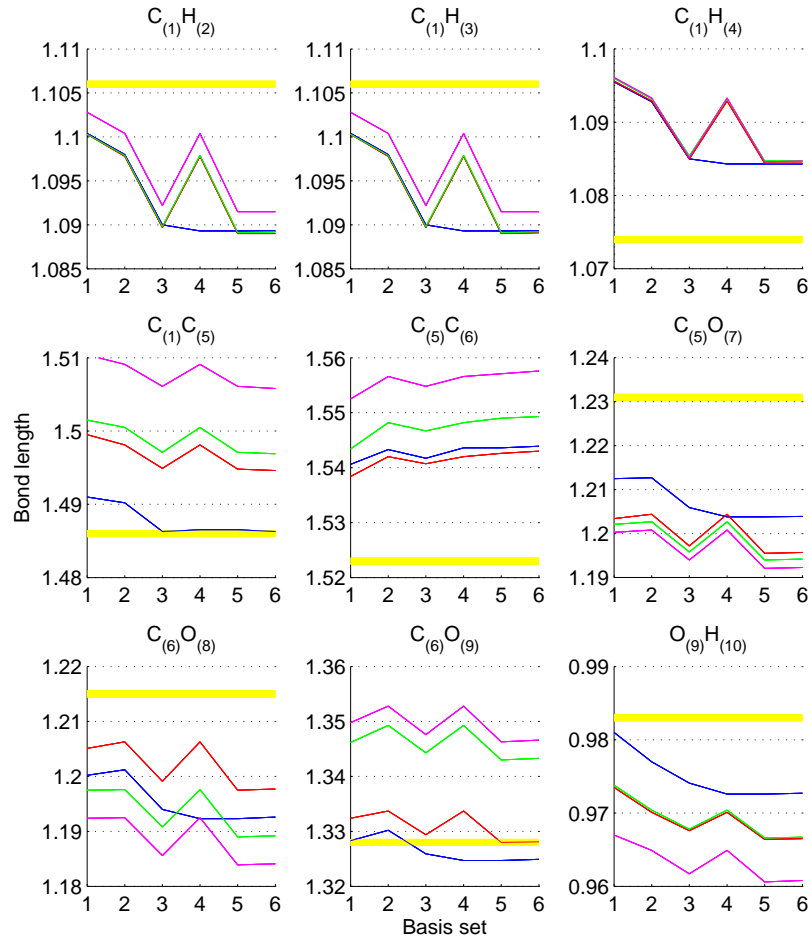 C(1)H(2) C(1)H(3) C(1)H(4)
1.11 1.11 1.1
1.105 1.105
1.1 1.1 1.09
1.095 1.095
1.09 1.09 1.08
1.085 1.085 1.07
1 2 3 4 5 6 1 2 3 4 5 6 1 2 3 4 5 6
C(1)C(5) C(5)C(6) C(5)O(7)
1.51 1.56 1.24
1.23
1.5 1.55 1.22
1.54 1.21
1.49 1.53 1.2
1.48 1.52 1.19
1 2 3 4 5 6 1 2 3 4 5 6 1 2 3 4 5 6
Bond length
C(6)O(8) C(6)O(9) O(9)H(10)
1.22 1.36 0.99
1.21 1.35 0.98
1.2 1.34
1.19 1.33 0.97
1.18 1.32 0.96
1 2 3 4 5 6 1 2 3 4 5 6 1 2 3 4 5 6
Basis set